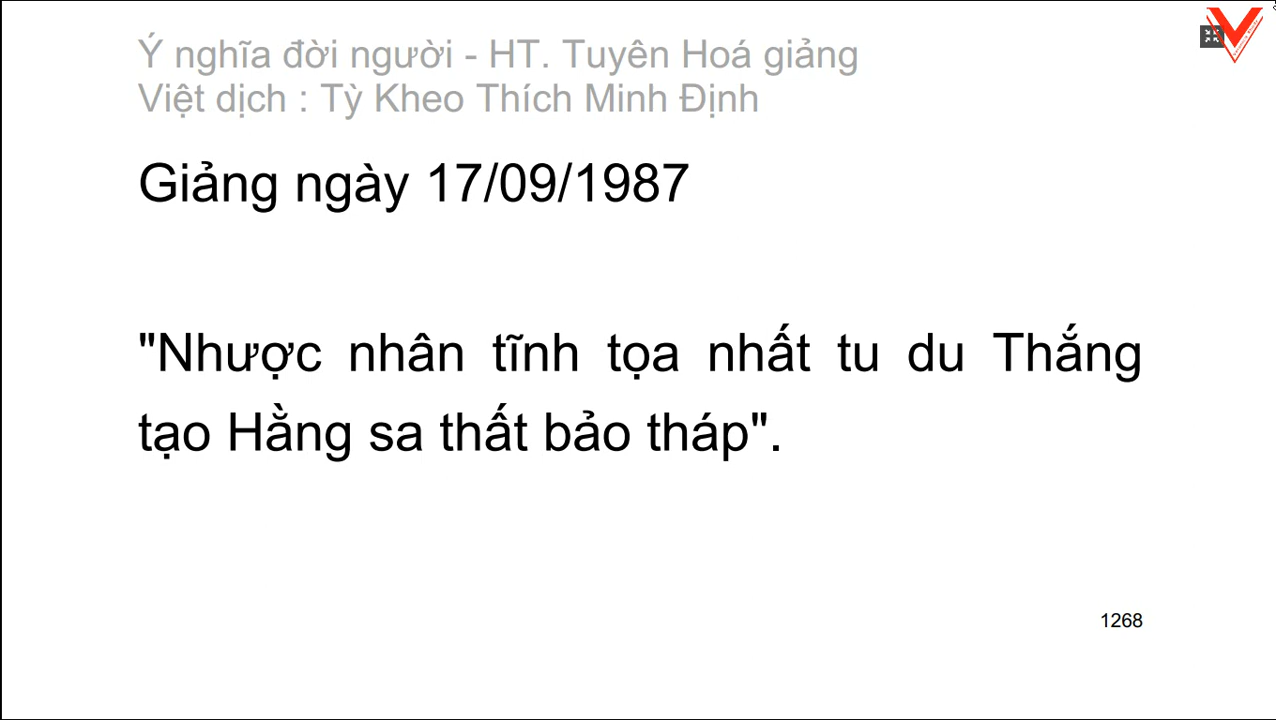 Ý nghĩa đời người - HT. Tuyên Hoá giảng
Việt dịch : Tỳ Kheo Thích Minh Định
Giảng ngày 17/09/1987
"Nhược nhân tĩnh tọa nhất tu du Thắng
tạo Hằng sa thất bảo tháp".
1268